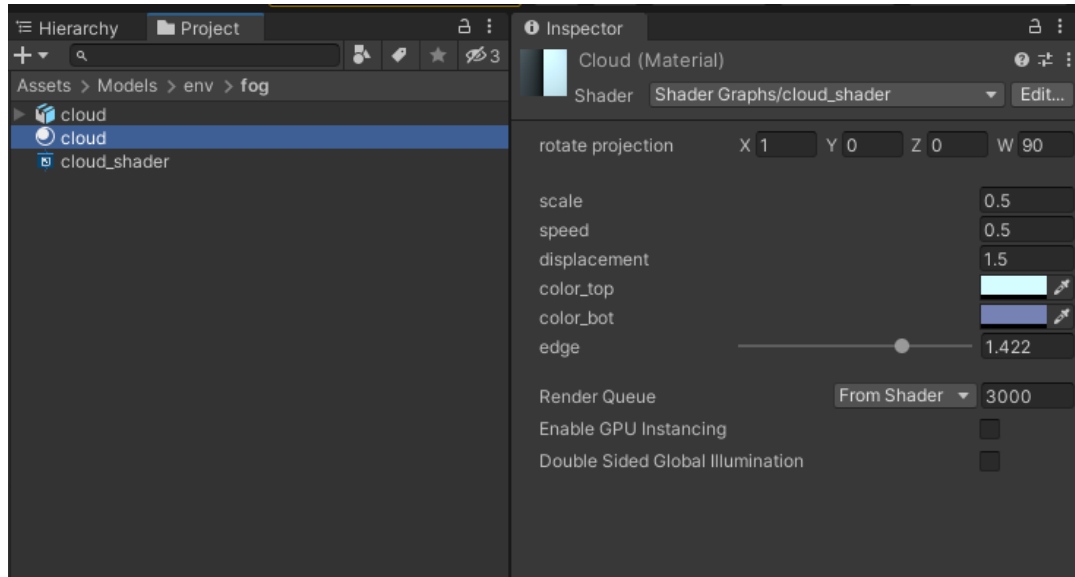 Hierarchy
Project
3
Assets > Models > env > fog
cloud
cloud
cloud_shader
Inspector
Cloud (Material)
Shader Shader Graphs/cloud_shader Edit...
rotate projection X 1 Y 0 Z 0 W 90
scale 0.5
speed 0.5
displacement 1.5
color_top
color_bot
edge 1.422
Render Queue From Shader 3000
Enable GPU Instancing
Double Sided Global Illumination